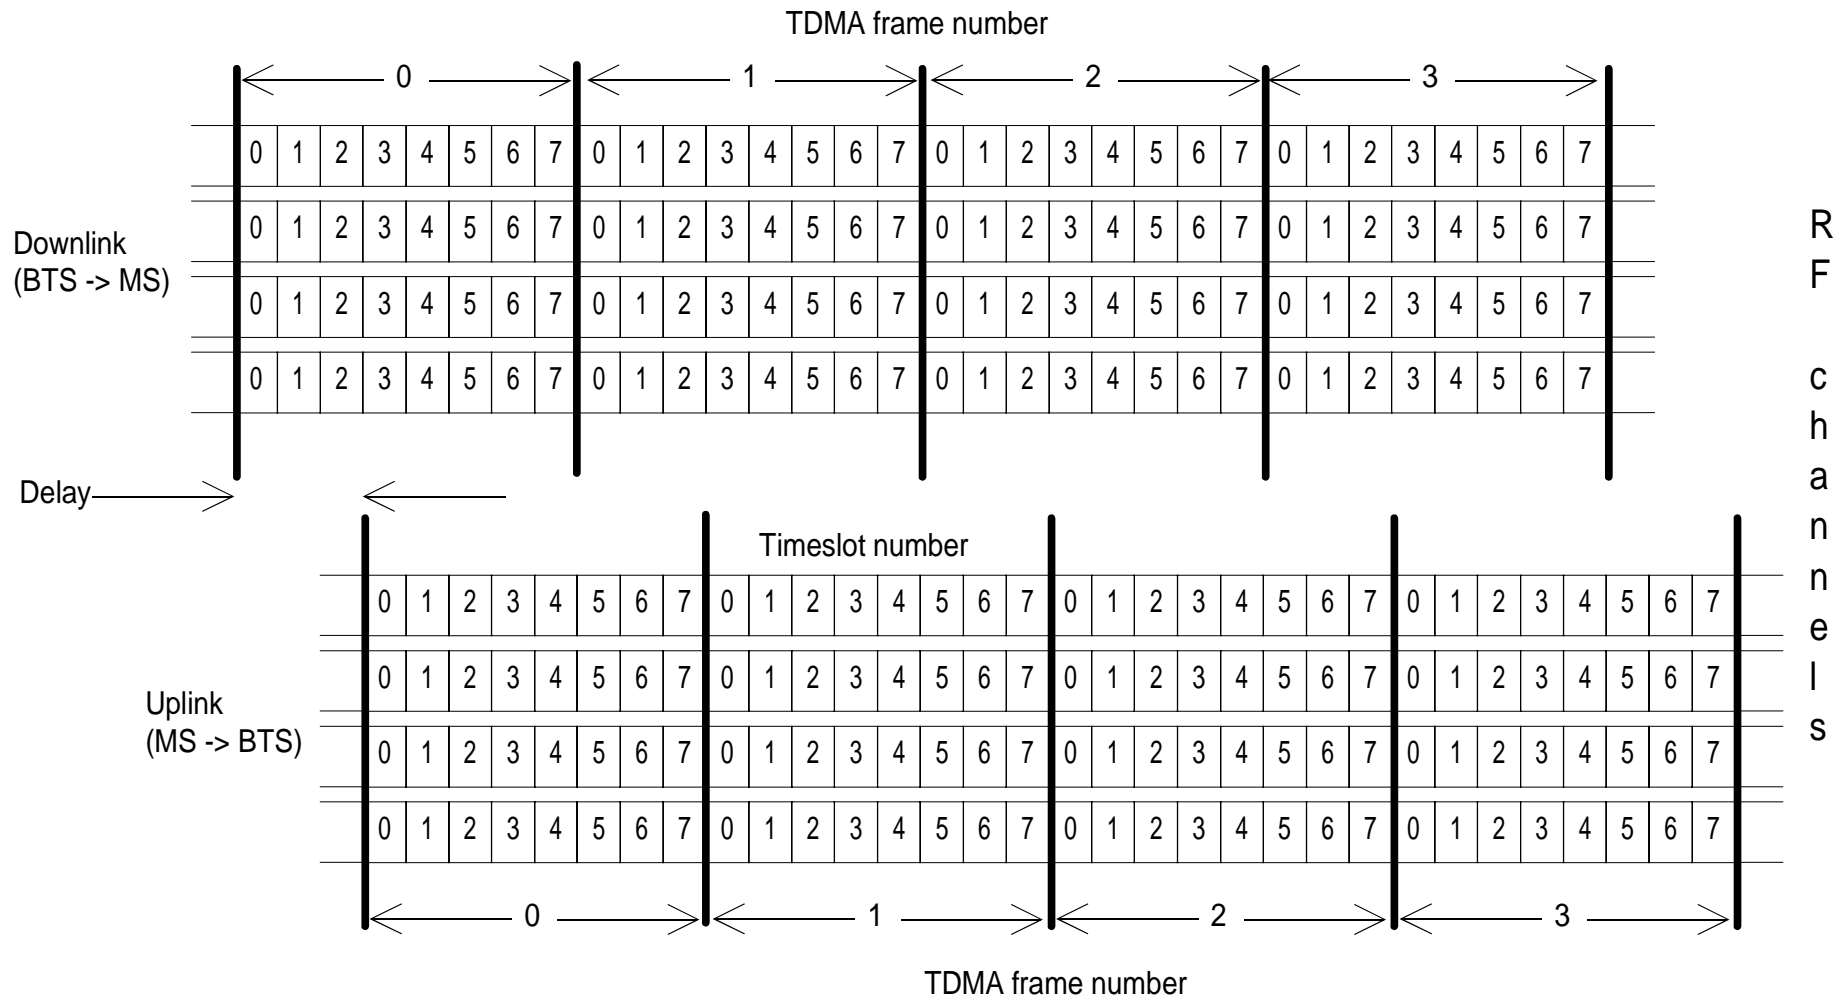 TDMA frame number
0 1 2 3
0 1 2 3 4 5 6 7 0 1 2 3 4 5 6 7 0 1 2 3 4 5 6 7 0 1 2 3 4 5 6 7
0 1 2 3 4 5 6 7 0 1 2 3 4 5 6 7 0 1 2 3 4 5 6 7 0 1 2 3 4 5 6 7
Downlink
(BTS -> MS)
0 1 2 3 4 5 6 7 0 1 2 3 4 5 6 7 0 1 2 3 4 5 6 7 0 1 2 3 4 5 6 7
0 1 2 3 4 5 6 7 0 1 2 3 4 5 6 7 0 1 2 3 4 5 6 7 0 1 2 3 4 5 6 7
Delay
Timeslot number
0 1 2 3 4 5 6 7 0 1 2 3 4 5 6 7 0 1 2 3 4 5 6 7 0 1 2 3 4 5 6 7
0 1 2 3 4 5 6 7 0 1 2 3 4 5 6 7 0 1 2 3 4 5 6 7 0 1 2 3 4 5 6 7
Uplink
(MS -> BTS)
0 1 2 3 4 5 6 7 0 1 2 3 4 5 6 7 0 1 2 3 4 5 6 7 0 1 2 3 4 5 6 7
0 1 2 3 4 5 6 7 0 1 2 3 4 5 6 7 0 1 2 3 4 5 6 7 0 1 2 3 4 5 6 7
0 1 2 3
TDMA frame number
RF channels